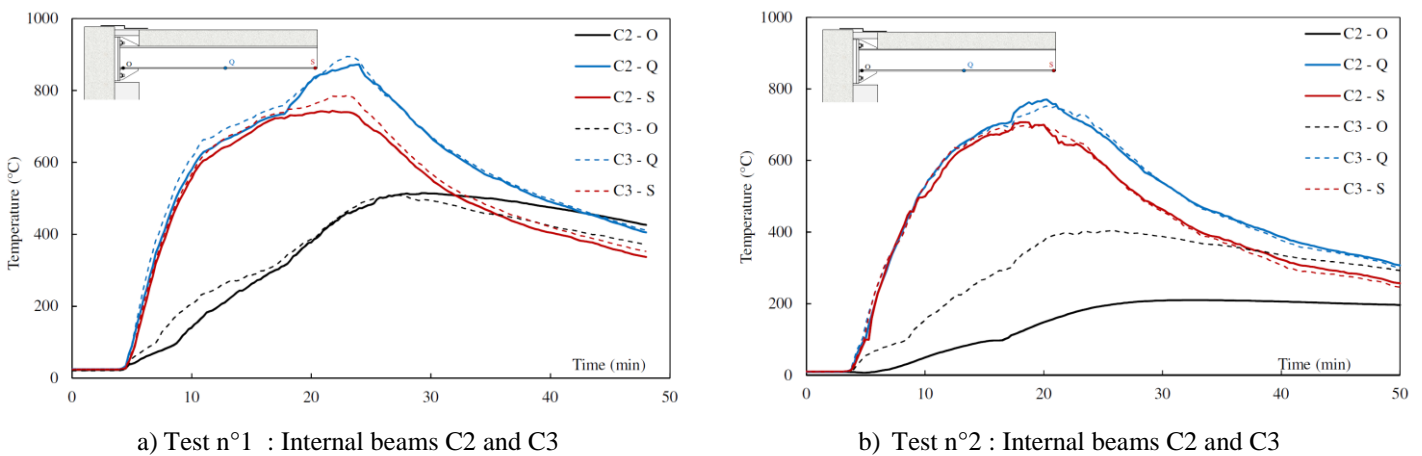 1000
800
600
400
200
0
Temperature (°C)
0 10 20 30 40 50
Time (min)
O Q S
C2 - O
C2 - Q
C2 - S
C3 - O
C3 - Q
C3 - S
a) Test n°1 : Internal beams C2 and C3
1000
800
600
400
200
0
Temperature (°C)
0 10 20 30 40 50
Time (min)
O Q S
C2 - O
C2 - Q
C2 - S
C3 - O
C3 - Q
C3 - S
b) Test n°2 : Internal beams C2 and C3